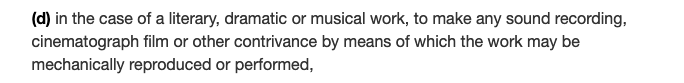 (d) in the case of a literary, dramatic or musical work, to make any sound recording,
cinematograph film or other contrivance by means of which the work may be
mechanically reproduced or performed,